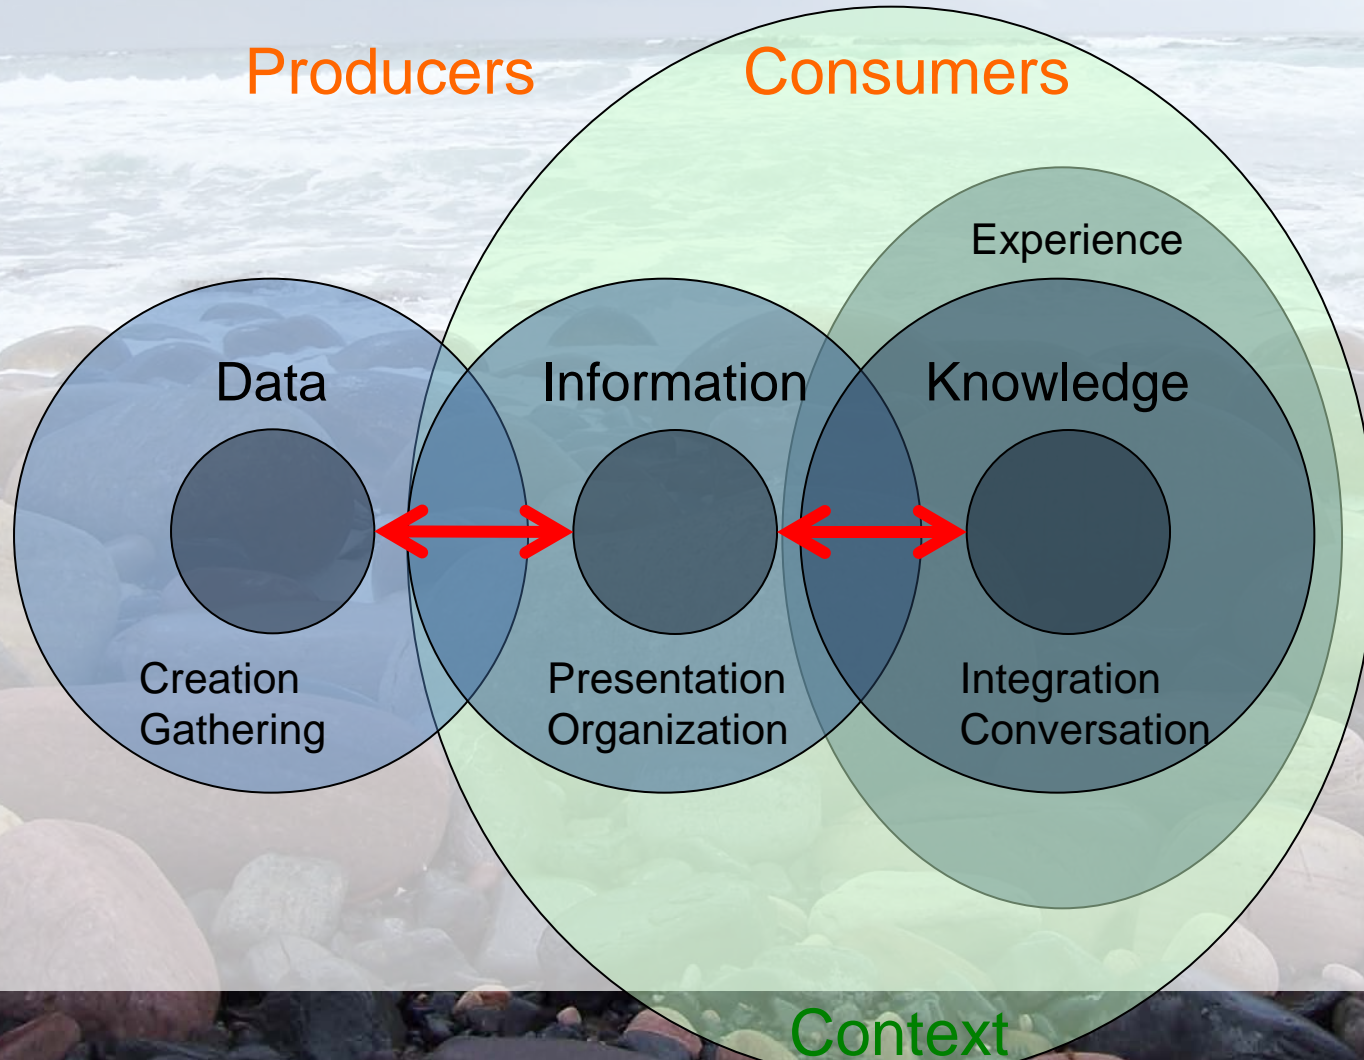 Producers
Consumers
Experience
Data
Information
Knowledge
Creation
Gathering
Presentation
Organization
Integration
Conversation
Context